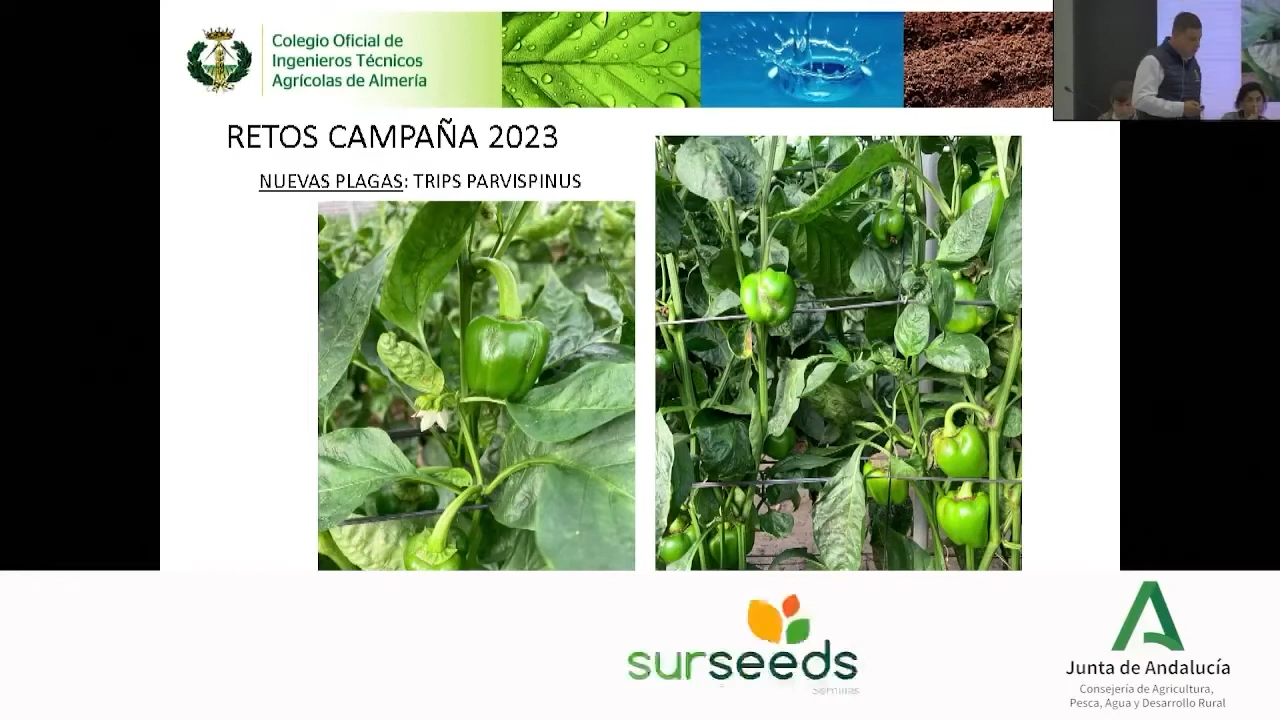 Colegio Oficial de
Ingenieros Técnicos
Agrícolas de Almería
RETOS CAMPAÑA 2023
NUEVAS PLAGAS: TRIPS PARVISPINUS
surseeds
Semillas
Junta de Andalucía
Consejería de Agricultura,
Pesca, Agua y Desarrollo Rural